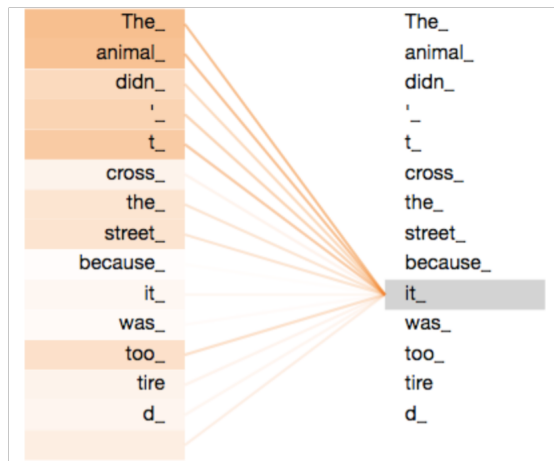 The_ The_
animal_ animal_
didn_ didn_
'_ '_
t_ t_
cross_ cross_
the_ the_
street_ street_
because_ because_
it_ it_
was_ was_
too_ too_
tire tire
d_ d_